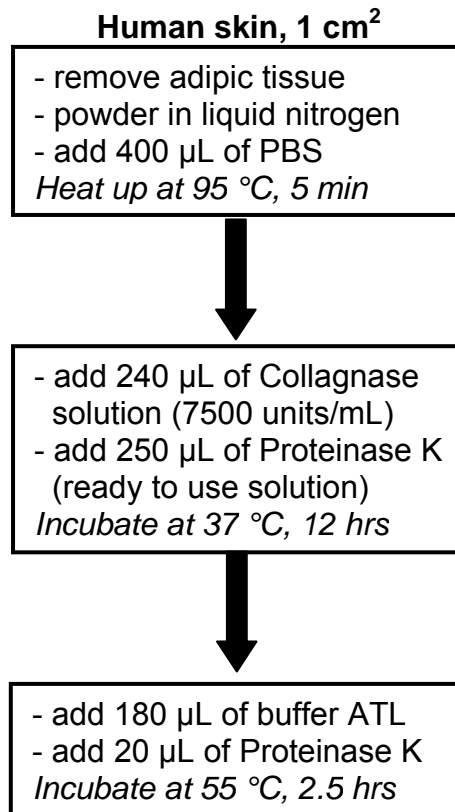 Human skin, 1 cm²
- remove adipic tissue
- powder in liquid nitrogen
- add 400 µL of PBS
Heat up at 95 °C, 5 min
- add 240 µL of Collagnase
solution (7500 units/mL)
- add 250 µL of Proteinase K
(ready to use solution)
Incubate at 37 °C, 12 hrs
- add 180 µL of buffer ATL
- add 20 µL of Proteinase K
Incubate at 55 °C, 2.5 hrs